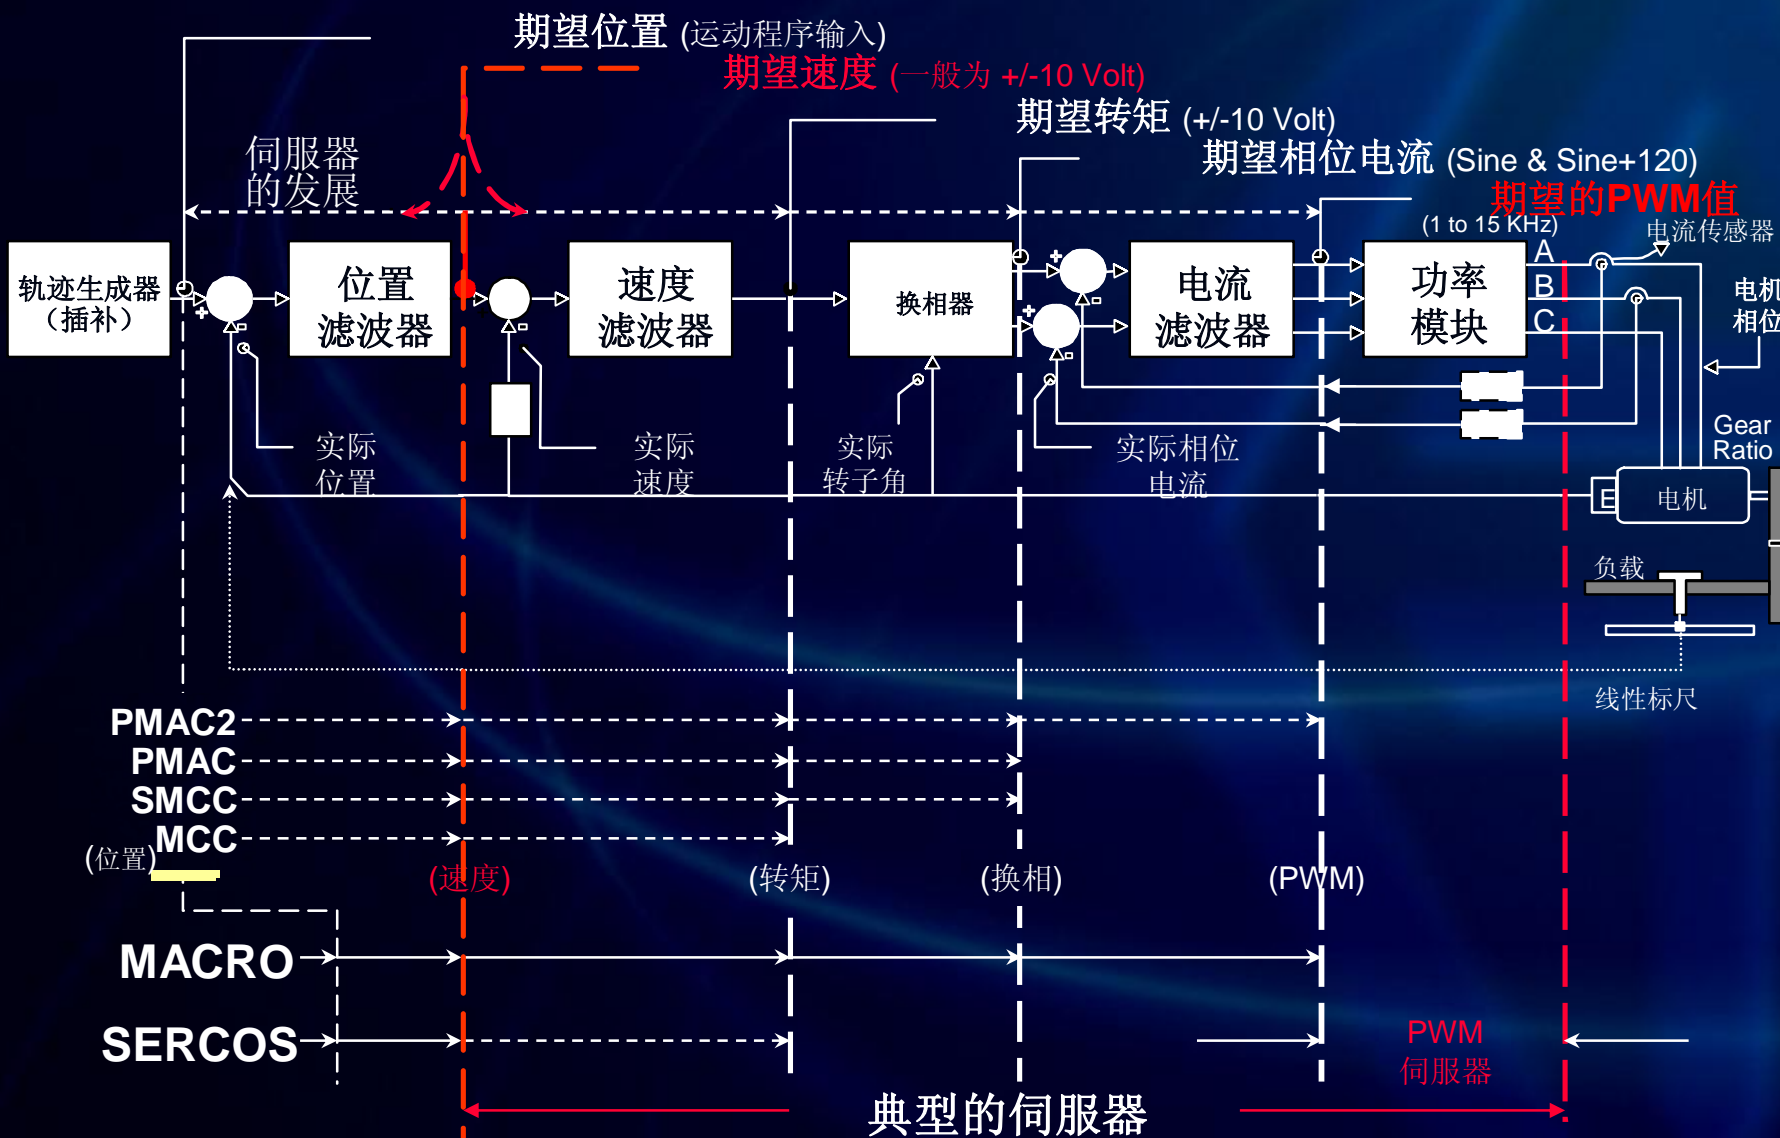 期望位置 (运动程序输入)
期望速度 (一般为 +/-10 Volt)
期望转矩 (+/-10 Volt)
期望相位电流 (Sine & Sine+120)
期望的PWM值
(1 to 15 KHz)
伺服器
的发展
电流传感器
轨迹生成器
（插补）
位置
滤波器
速度
滤波器
换相器
电流
滤波器
功率
模块
A
B
C
电机
相位
实际
位置
实际
速度
实际
转子角
实际相位
电流
Gear
Ratio
E
电机
负载
线性标尺
PMAC2
PMAC
SMCC
MCC
(位置)
(速度)
(转矩)
(换相)
(PWM)
MACRO
SERCOS
PWM
伺服器
典型的伺服器